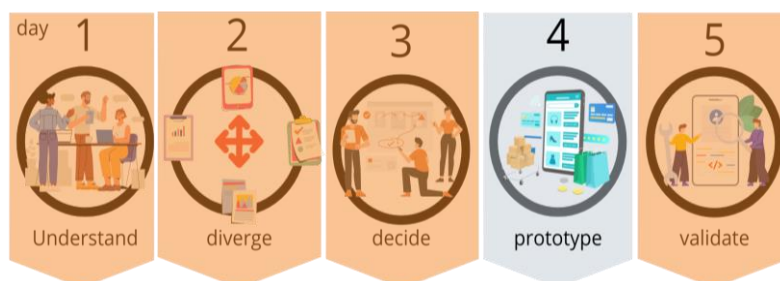 day 1
Understand
2
diverge
3
decide
4
prototype
5
validate